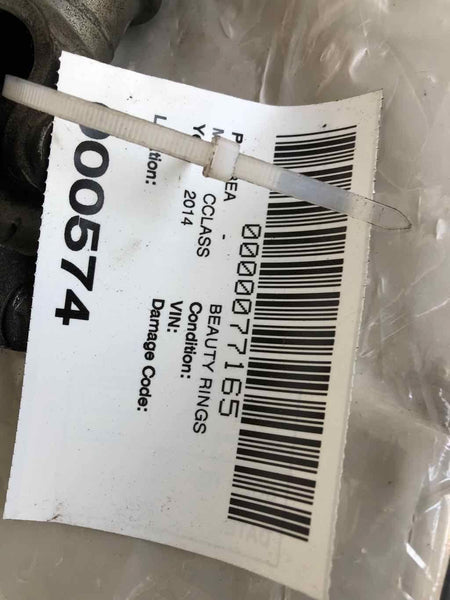 0000077165
BEAUTY RINGS
CCLASS Condition:
2014 VIN:
Damage Code:
00574